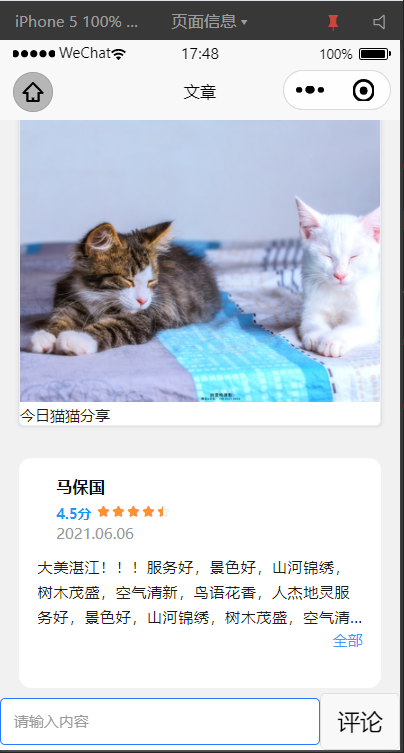 iPhone 5 100% ... 页面信息
WeChat 17:48 100%
文章
今日猫猫分享
马保国
4.5分
2021.06.06
大美湛江！！！服务好，景色好，山河锦绣，
树木茂盛，空气清新，鸟语花香，人杰地灵服
务好，景色好，山河锦绣，树木茂盛，空气清...
全部
请输入内容 评论